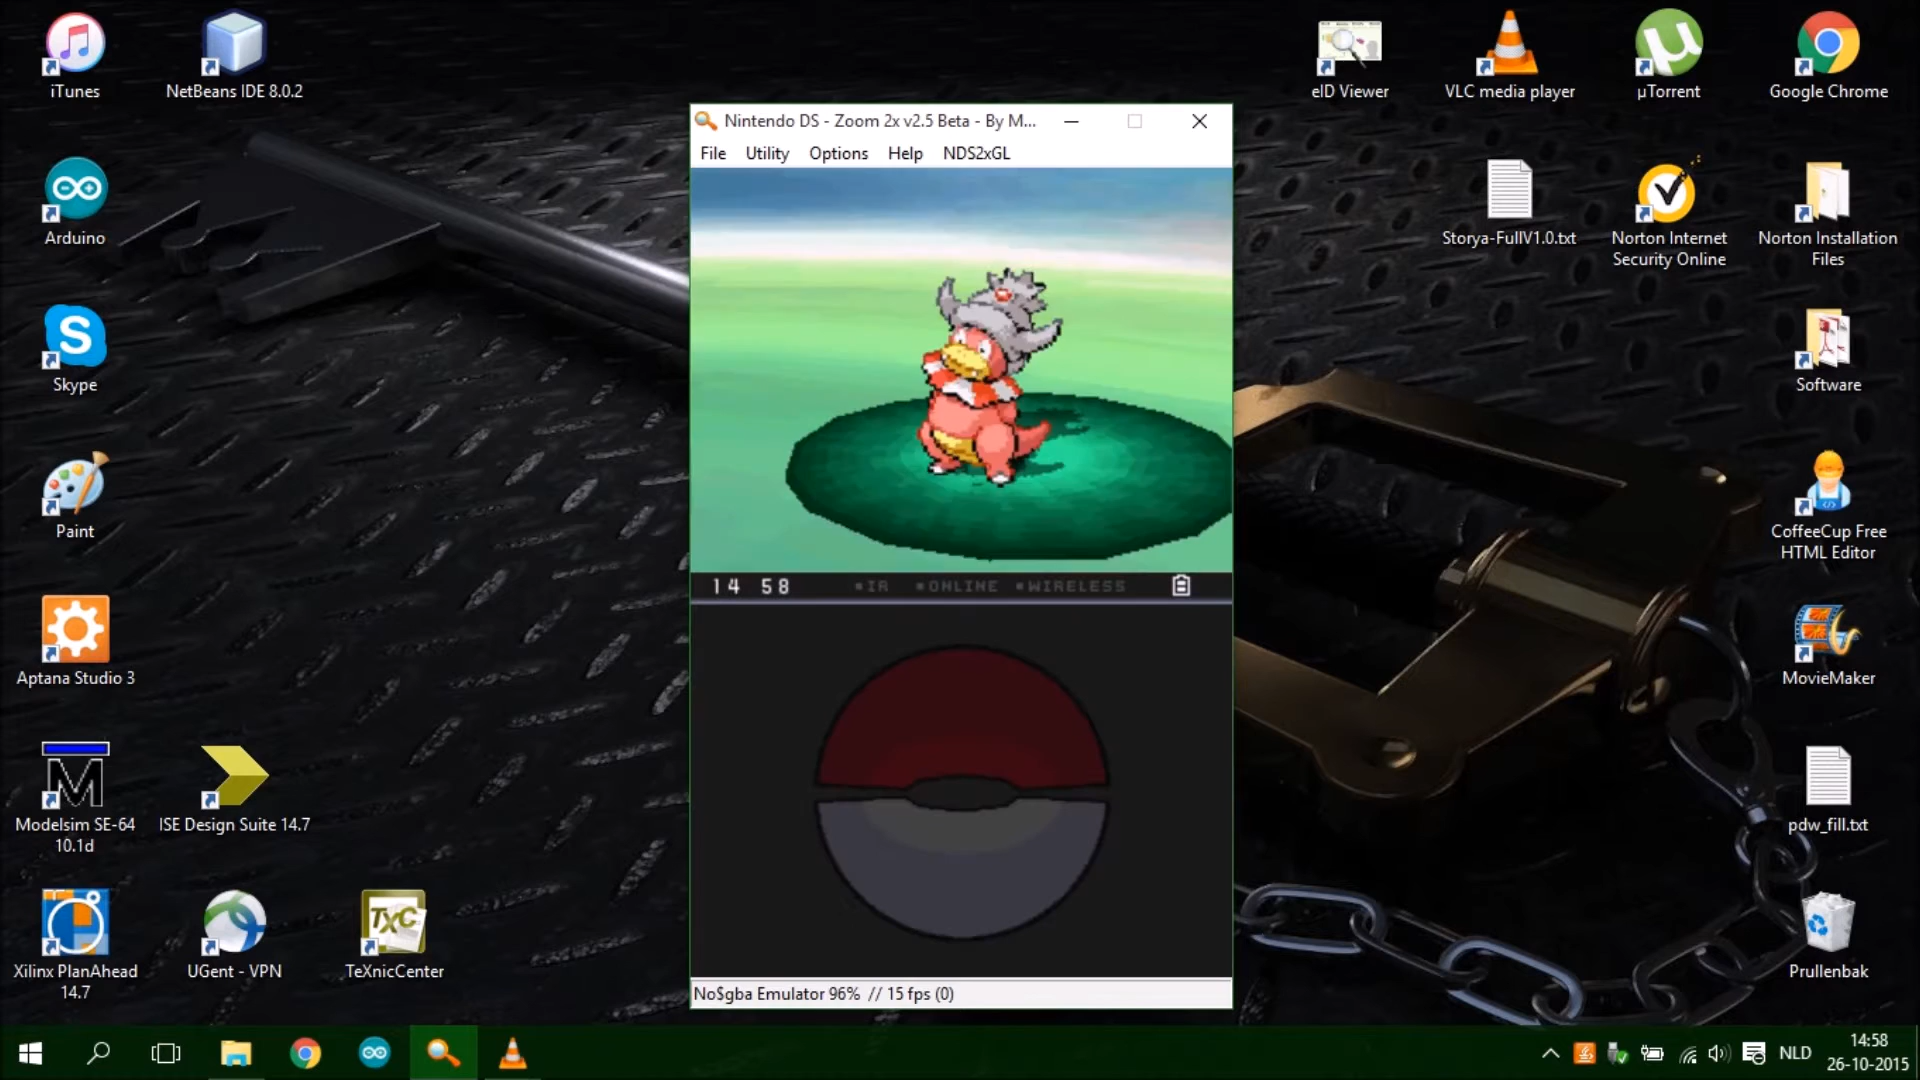 iTunes
NetBeans IDE 8.0.2
eID Viewer
VLC media player
µTorrent
Google Chrome
Nintendo DS - Zoom 2x v2.5 Beta - By M...
File Utility Options Help NDS2xGL
Arduino
Storya-FullV1.0.txt
Norton Internet
Security Online
Norton Installation
Files
S
Skype
Software
Paint
CoffeeCup Free
HTML Editor
14 58
IR ONLINE WIRELESS
Aptana Studio 3
MovieMaker
M
Modelsim SE-64
10.1d
ISE Design Suite 14.7
pdw_fill.txt
TXC
Xilinx PlanAhead
14.7
UGent - VPN
TeXnicCenter
Prullenbak
No$gba Emulator 96% // 15 fps (0)
NLD
14:58
26-10-2015